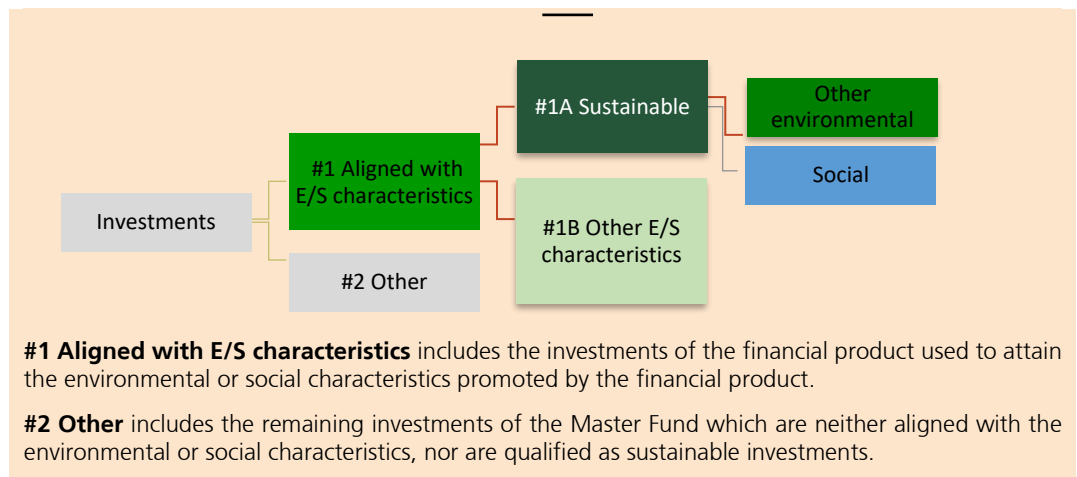 #1A Sustainable
Other
environmental
Social
#1 Aligned with
E/S characteristics
Investments
#1B Other E/S
characteristics
#2 Other
#1 Aligned with E/S characteristics includes the investments of the financial product used to attain
the environmental or social characteristics promoted by the financial product.
#2 Other includes the remaining investments of the Master Fund which are neither aligned with the
environmental or social characteristics, nor are qualified as sustainable investments.